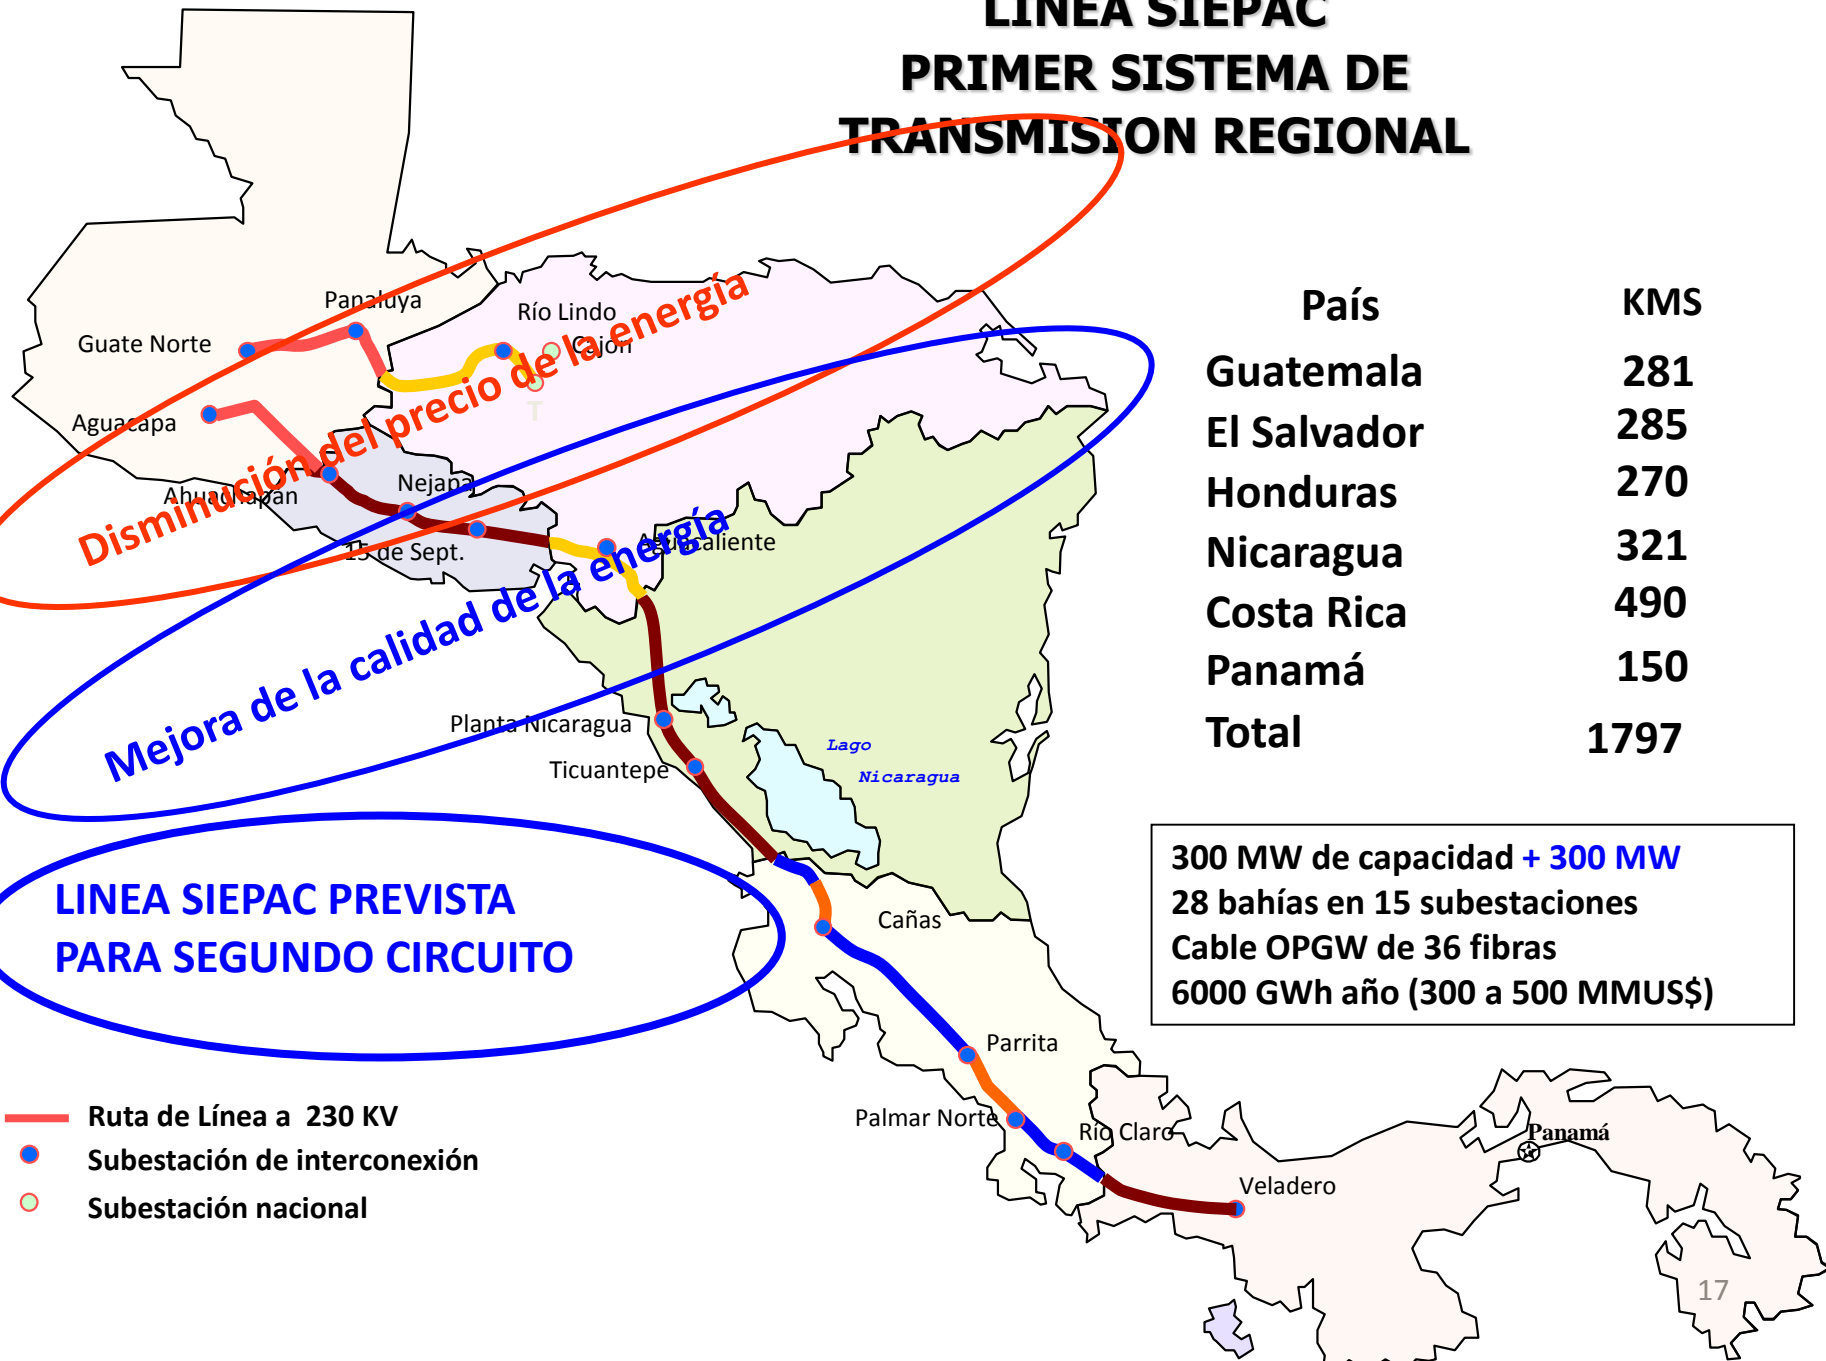 LINEA SIEPAC
PRIMER SISTEMA DE
TRANSMISION REGIONAL
Panaluya
Río Lindo
Guate Norte
Cajón
Aguacapa
T
Disminución del precio de la energía
Ahuachapán
Nejapa
15 de Sept.
Aguacaliente
Mejora de la calidad de la energía
Planta Nicaragua
Ticuantepe
Lago
Nicaragua
LINEA SIEPAC PREVISTA
PARA SEGUNDO CIRCUITO
Cañas
Parrita
Palmar Norte
Río Claro
Veladero
Panamá
País KMS
Guatemala 281
El Salvador 285
Honduras 270
Nicaragua 321
Costa Rica 490
Panamá 150
Total 1797
300 MW de capacidad + 300 MW
28 bahías en 15 subestaciones
Cable OPGW de 36 fibras
6000 GWh año (300 a 500 MMUS$)
Ruta de Línea a 230 KV
Subestación de interconexión
Subestación nacional
17